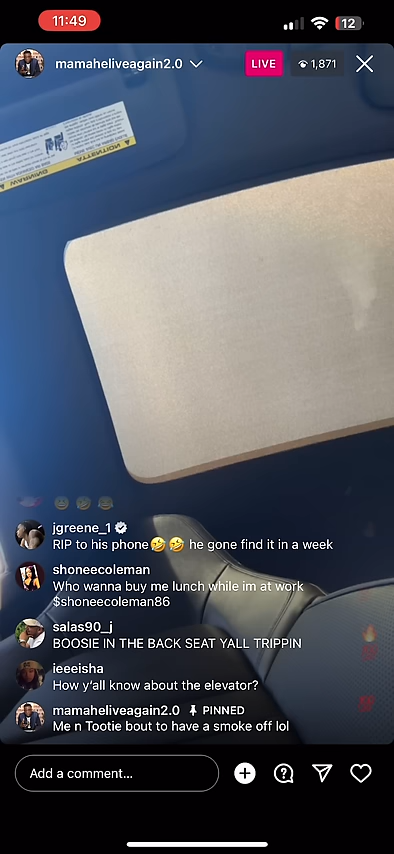 11:49
12
mamaheliveagain2.0
LIVE
1,871
jgreene_1
RIP to his phone🤣🤣 he gone find it in a week
shoneecoleman
Who wanna buy me lunch while im at work
$shoneecoleman86
salas90_j
BOOSIE IN THE BACK SEAT YALL TRIPPIN
ieeeisha
How y'all know about the elevator?
mamaheliveagain2.0 PINNED
Me n Tootie bout to have a smoke off lol
Add a comment...